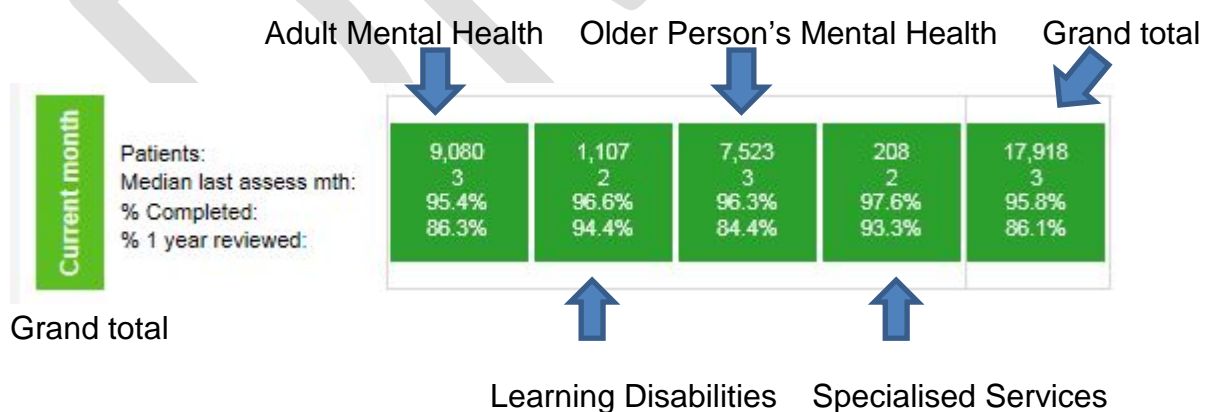 Adult Mental Health Older Person's Mental Health Grand total
Current month
Patients: 9,080 1,107 7,523 208 17,918
Median last assess mth: 3 2 3 2 3
% Completed: 95.4% 96.6% 96.3% 97.6% 95.8%
% 1 year reviewed: 86.3% 94.4% 84.4% 93.3% 86.1%
Grand total
Learning Disabilities Specialised Services